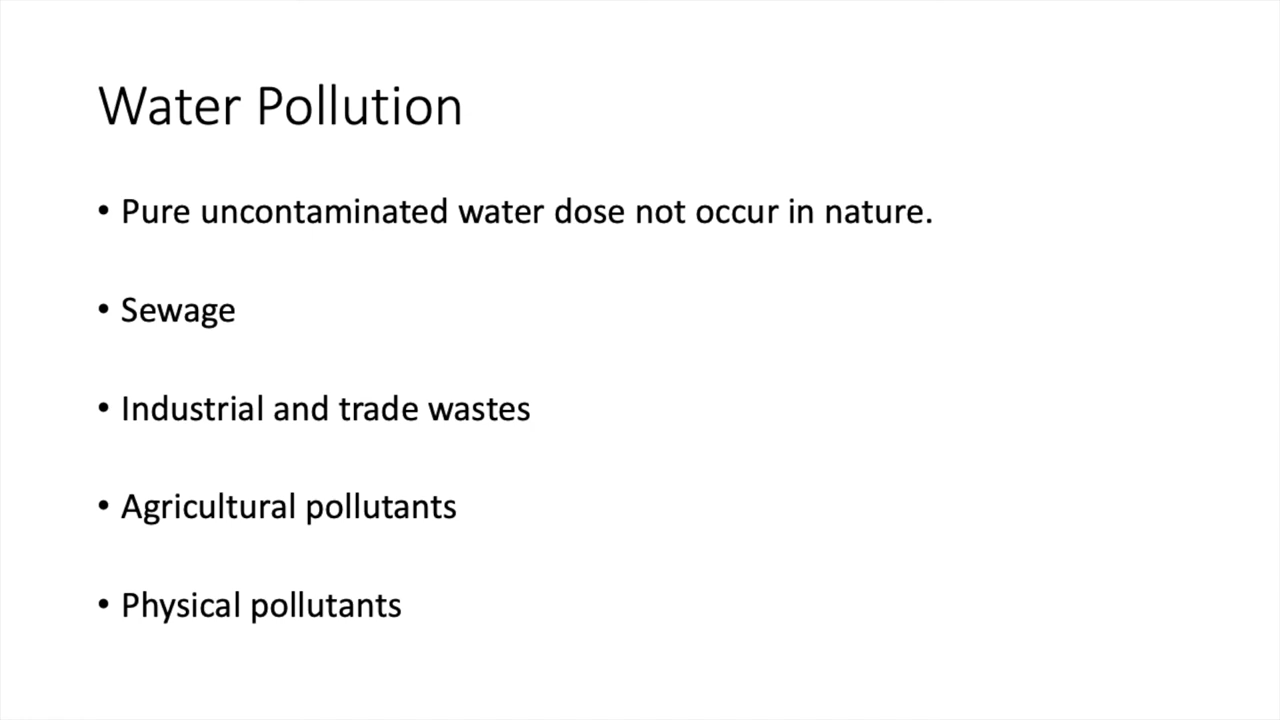 Water Pollution
• Pure uncontaminated water dose not occur in nature.
• Sewage
• Industrial and trade wastes
• Agricultural pollutants
• Physical pollutants